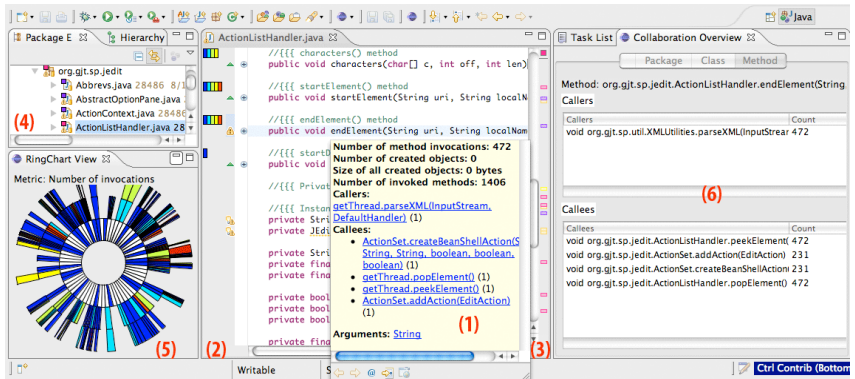 Java
Package E
Hierarchy
org.gjt.sp.jedit
Abbrevs.java 28486 8/1
AbstractOptionPane.java
ActionContext.java 28486
ActionListHandler.java 28
(4)
RingChart View
Metric: Number of invocations
(5)
ActionListHandler.java
//{{{ characters() method
public void characters(char[] c, int off, int len)
//{{{ startElement() method
public void startElement(String uri, String localN
//{{{ endElement() method
public void endElement(String uri, String localNam
//{{{ startD
public void
//{{{ Privat
//{{{ Instan
private Stri
private JEdi
private Stri
private fina
private fina
private bool
private bool
private bool
private fina
(2)
Number of method invocations: 472
Number of created objects: 0
Size of all created objects: 0 bytes
Number of invoked methods: 1406
Callers:
getThread.parseXML(InputStream,
DefaultHandler) (1)
Callees:
ActionSet.createBeanShellAction(S
String, String, boolean, boolean,
boolean) (1)
getThread.popElement() (1)
getThread.peekElement() (1)
ActionSet.addAction(EditAction)
(1)
Arguments: String
(1)
(3)
Task List
Collaboration Overview
Package Class Method
Method: org.gjt.sp.jedit.ActionListHandler.endElement(String
Callers
Callers Count
void org.gjt.sp.util.XMLUtilities.parseXML(InputStrear 472
(6)
Callees
Callees Count
void org.gjt.sp.jedit.ActionListHandler.peekElement( 472
void org.gjt.sp.jedit.ActionSet.addAction(EditAction) 231
void org.gjt.sp.jedit.ActionSet.createBeanShellAction 231
void org.gjt.sp.jedit.ActionListHandler.popElement() 472
Writable
Ctrl Contrib (Bottom